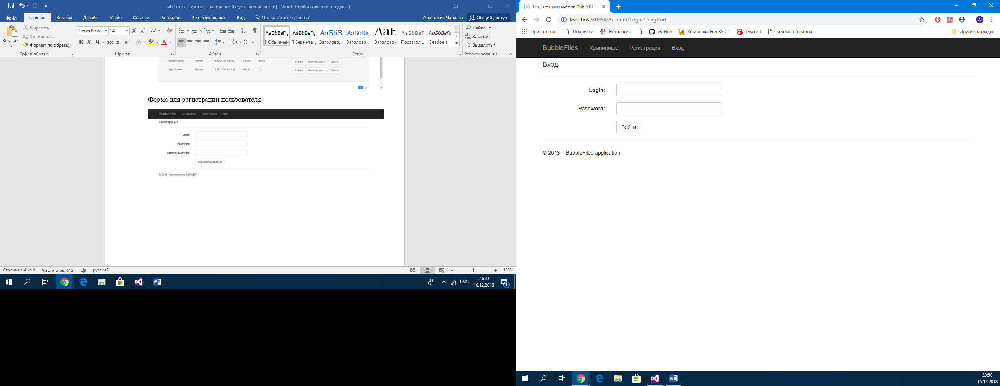 Lab2.docx [Режим ограниченной функциональности] - Word (Сбой активации продукта)
Файл Главная Вставка Дизайн Макет Ссылки Рассылки Рецензирование Вид Что вы хотите сделать? Анастасия Чапаева Общий доступ
Вставить
Вырезать
Копировать
Формат по образцу
Буфер обмена
Times New R 14
Aa
Ж К Ч abc x₂ x²
Шрифт
Абзац
АаБбВвГг, АаБбВвГг, АаБбВ АаБбВв АаБ АаБбВвГ АаБбВвГг
¶ Обычный ¶ Без инте... Заголово... Заголово... Заголовок Подзагол... Слабое в...
Стили
Найти
Заменить
Выделить
Редактирование
Requirements Admin 10.12.2018 7:55:00 Public .docx Скачать Изменить доступ Удалить
Specification Admin 13.12.2018 7:55:19 Public .txt Скачать Изменить доступ Удалить
1 2
Форма для регистрации пользователя
BubbleFiles Хранилище Регистрация Вход
Регистрация
Login
Password
Confirm password
Зарегестрироваться
© 2018 – приложение ASP.NET
Страница 4 из 9 Число слов: 612 русский 100%
ENG 20:50
16.12.2018
1
LogIn – приложение ASP.NET
localhost:60954/Account/LogIn?Length=0
A
Приложения Подписки Нетология GitHub Установка FreeBSD 41 Discord Корзина товаров Другие закладки
BubbleFiles Хранилище Регистрация Вход
Вход
Login:
Password:
Войти
© 2018 – BubbleFiles application
20:50
16.12.2018